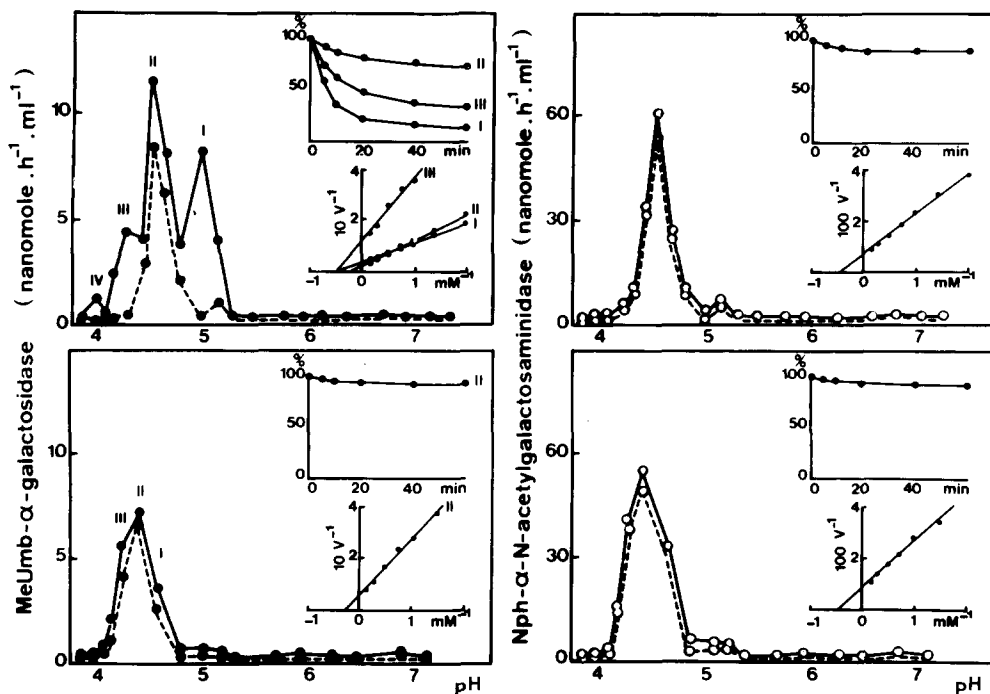 MeUmb-α-galactosidase (nanomole.h⁻¹.ml⁻¹)
10
5
0
4
5
6
7
I
II
III
IV
%
100
50
0
20
40
min
II
III
I
10 V⁻¹
4
2
III
II
I
-1
0
1
mM⁻¹
Nph-α-N-acetylgalactosaminidase (nanomole.h⁻¹.ml⁻¹)
60
30
0
4
5
6
7
%
100
50
0
0
20
40
min
100 V⁻¹
4
2
-1
0
1
mM⁻¹
10
5
0
4
5
6
7
pH
III
II
I
%
100
50
0
0
20
40
min
II
10 V⁻¹
4
2
II
-1
0
1
mM⁻¹
60
30
0
4
5
6
7
pH
%
100
50
0
0
20
40
min
100 V⁻¹
4
2
-1
0
1
mM⁻¹